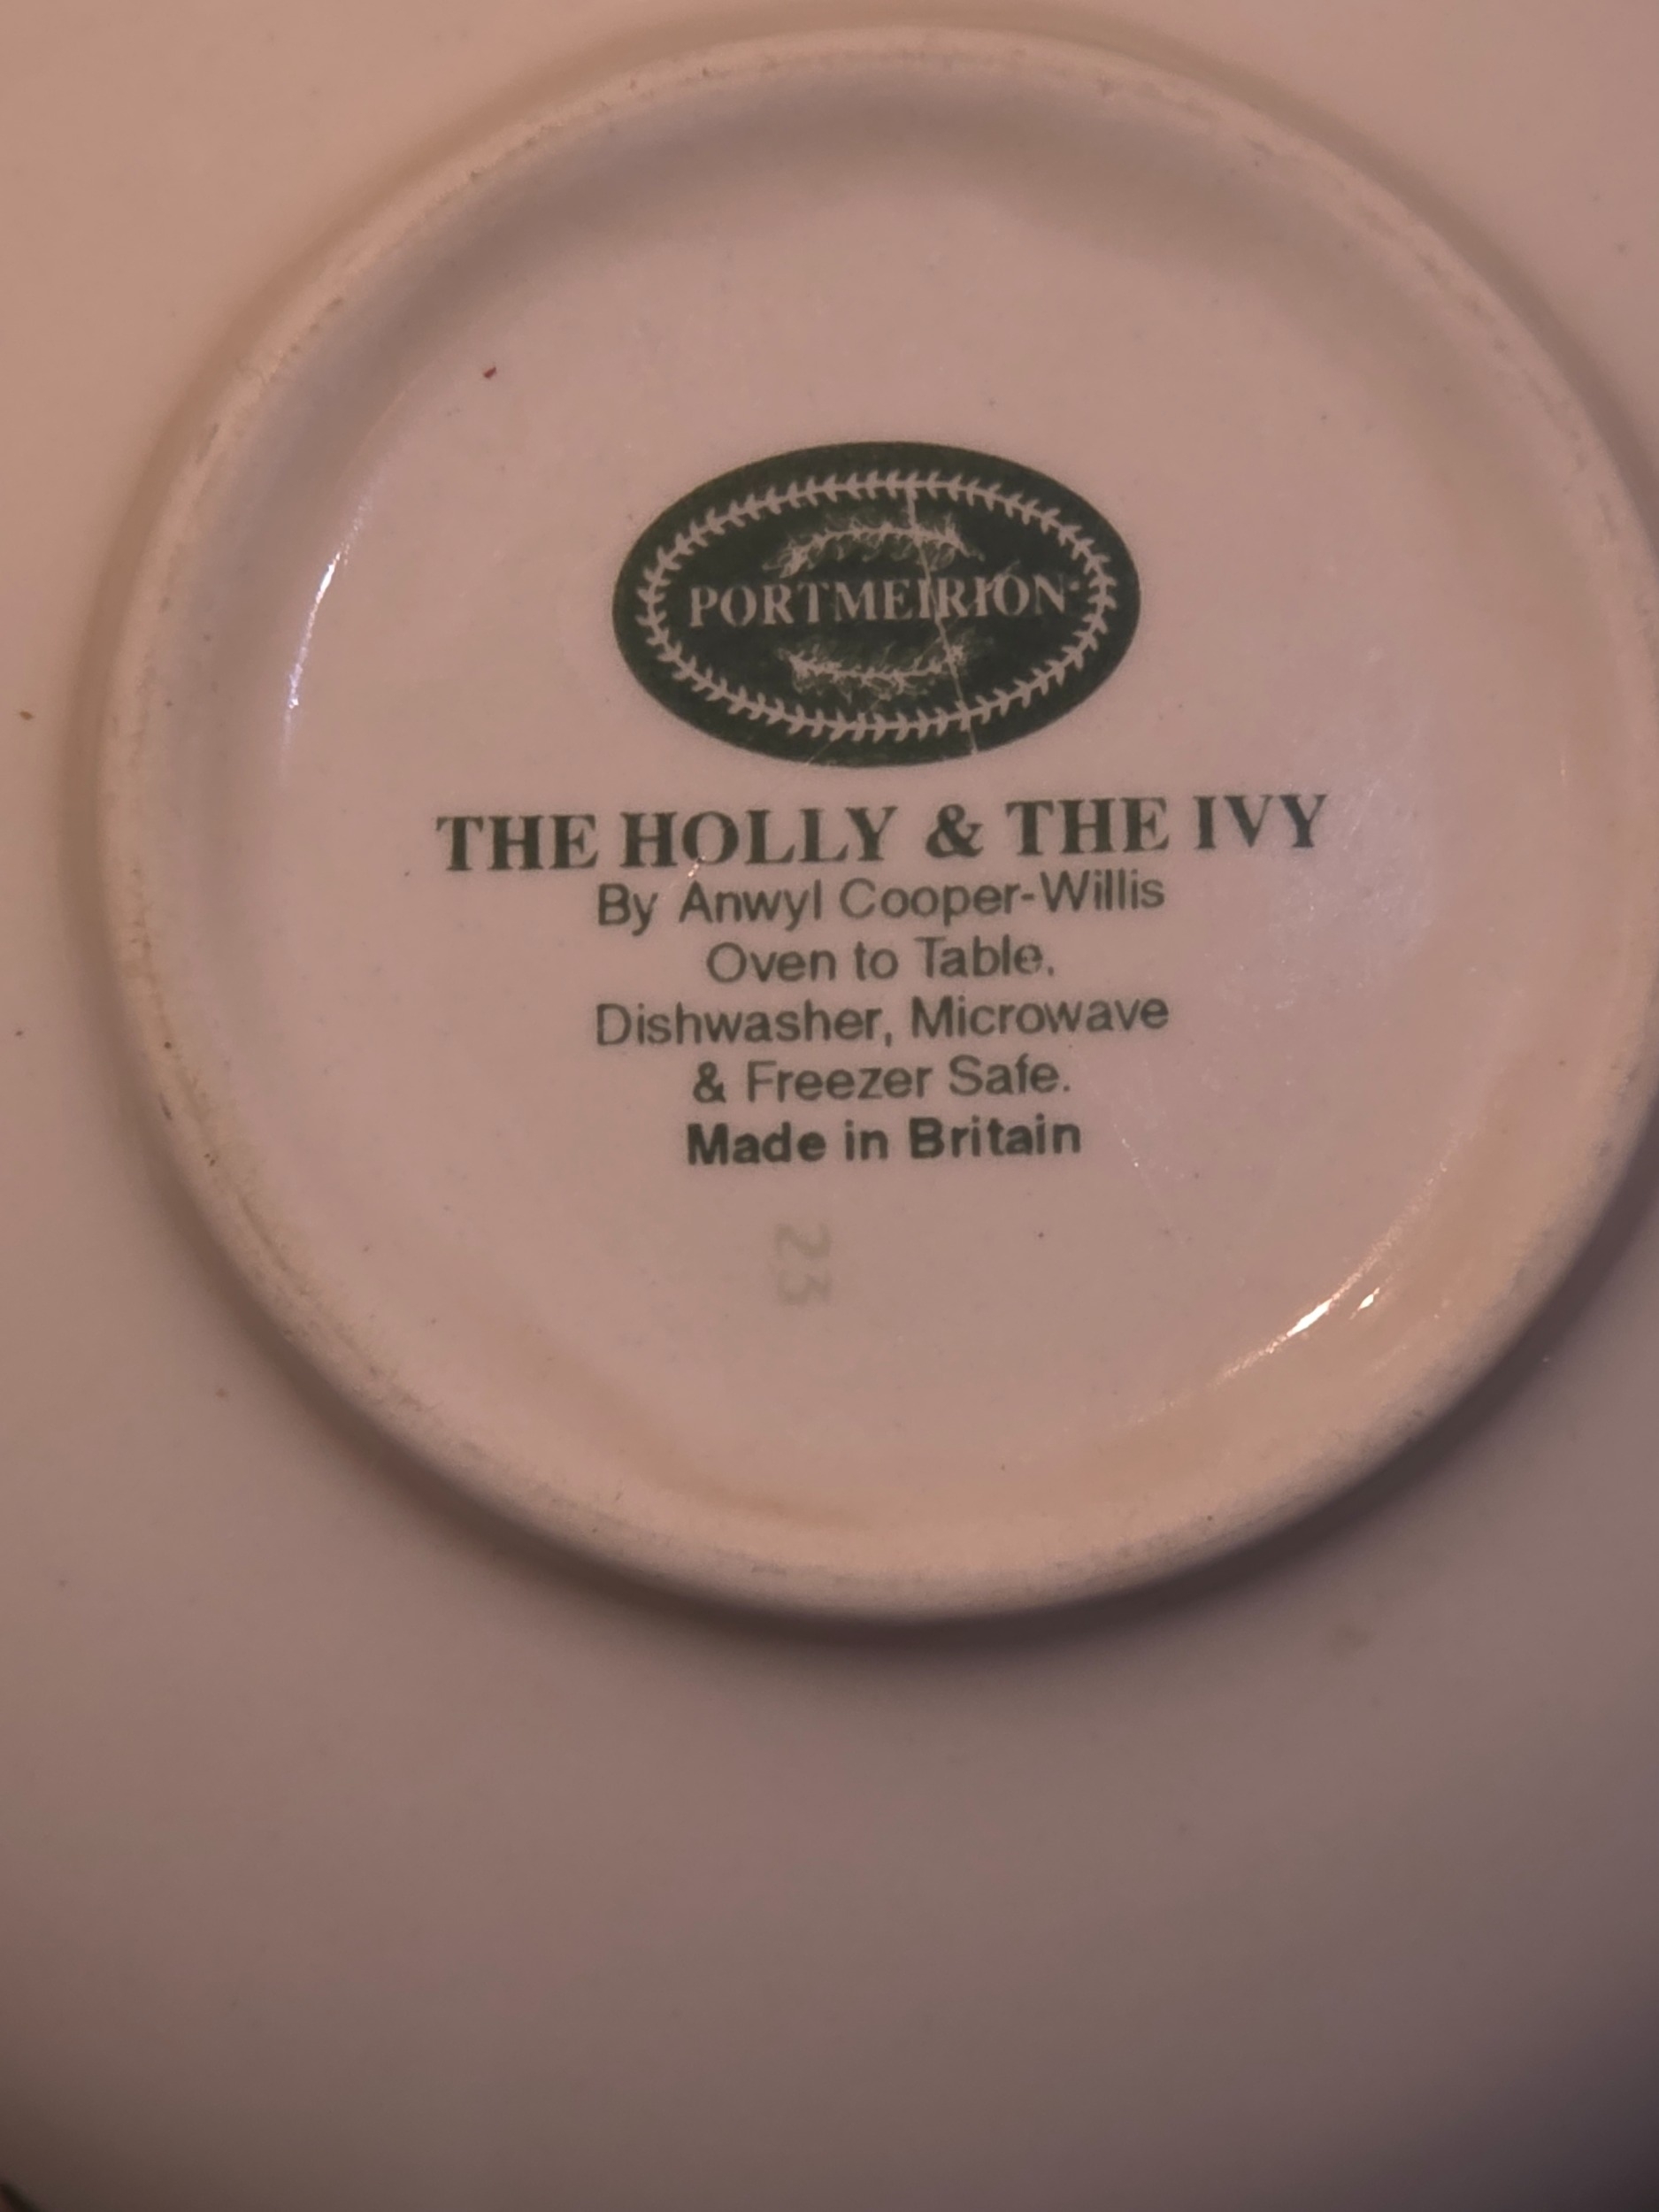 PORTMEIRION
THE HOLLY & THE IVY
By Anwyl Cooper-Willis
Oven to Table.
Dishwasher, Microwave
& Freezer Safe.
Made in Britain
23